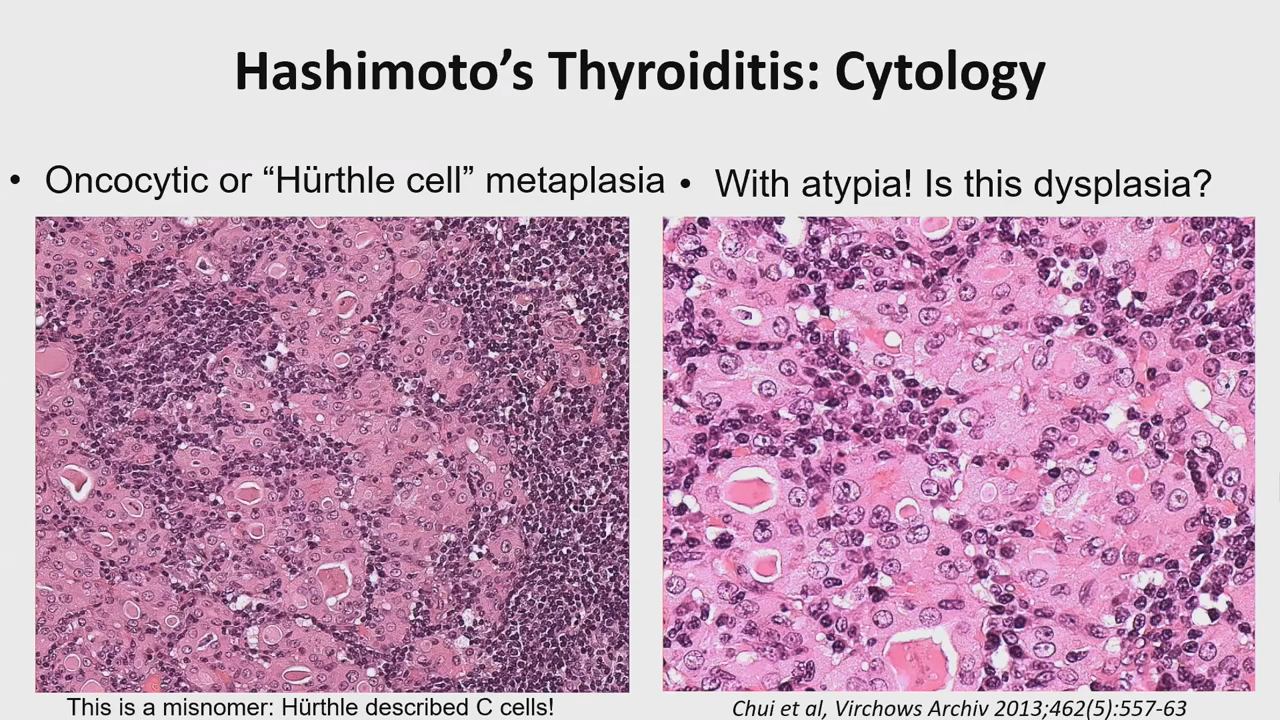 Hashimoto’s Thyroiditis: Cytology
• Oncocytic or “Hürthle cell” metaplasia
• With atypia! Is this dysplasia?
This is a misnomer: Hürthle described C cells!
Chui et al, Virchows Archiv 2013;462(5):557-63